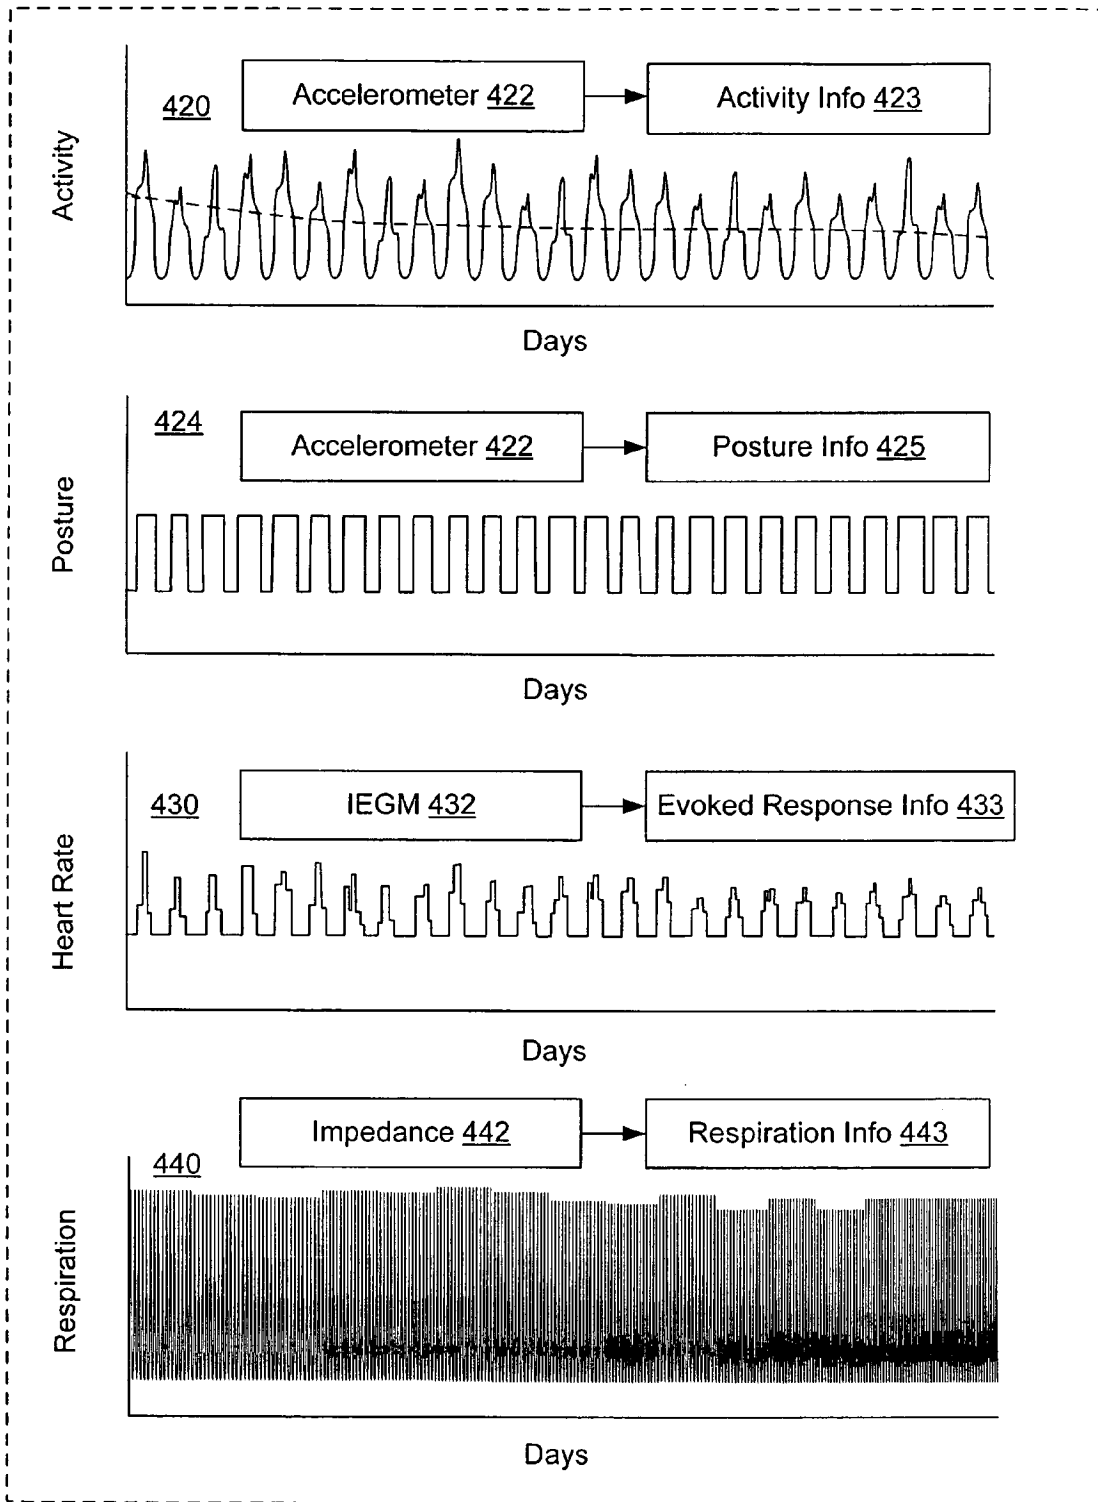 Accelerometer 422
Activity Info 423
420
Activity
Days
424
Accelerometer 422
Posture Info 425
Posture
Days
430
IEGM 432
Evoked Response Info 433
Heart Rate
Days
Impedance 442
Respiration Info 443
440
Respiration
Days